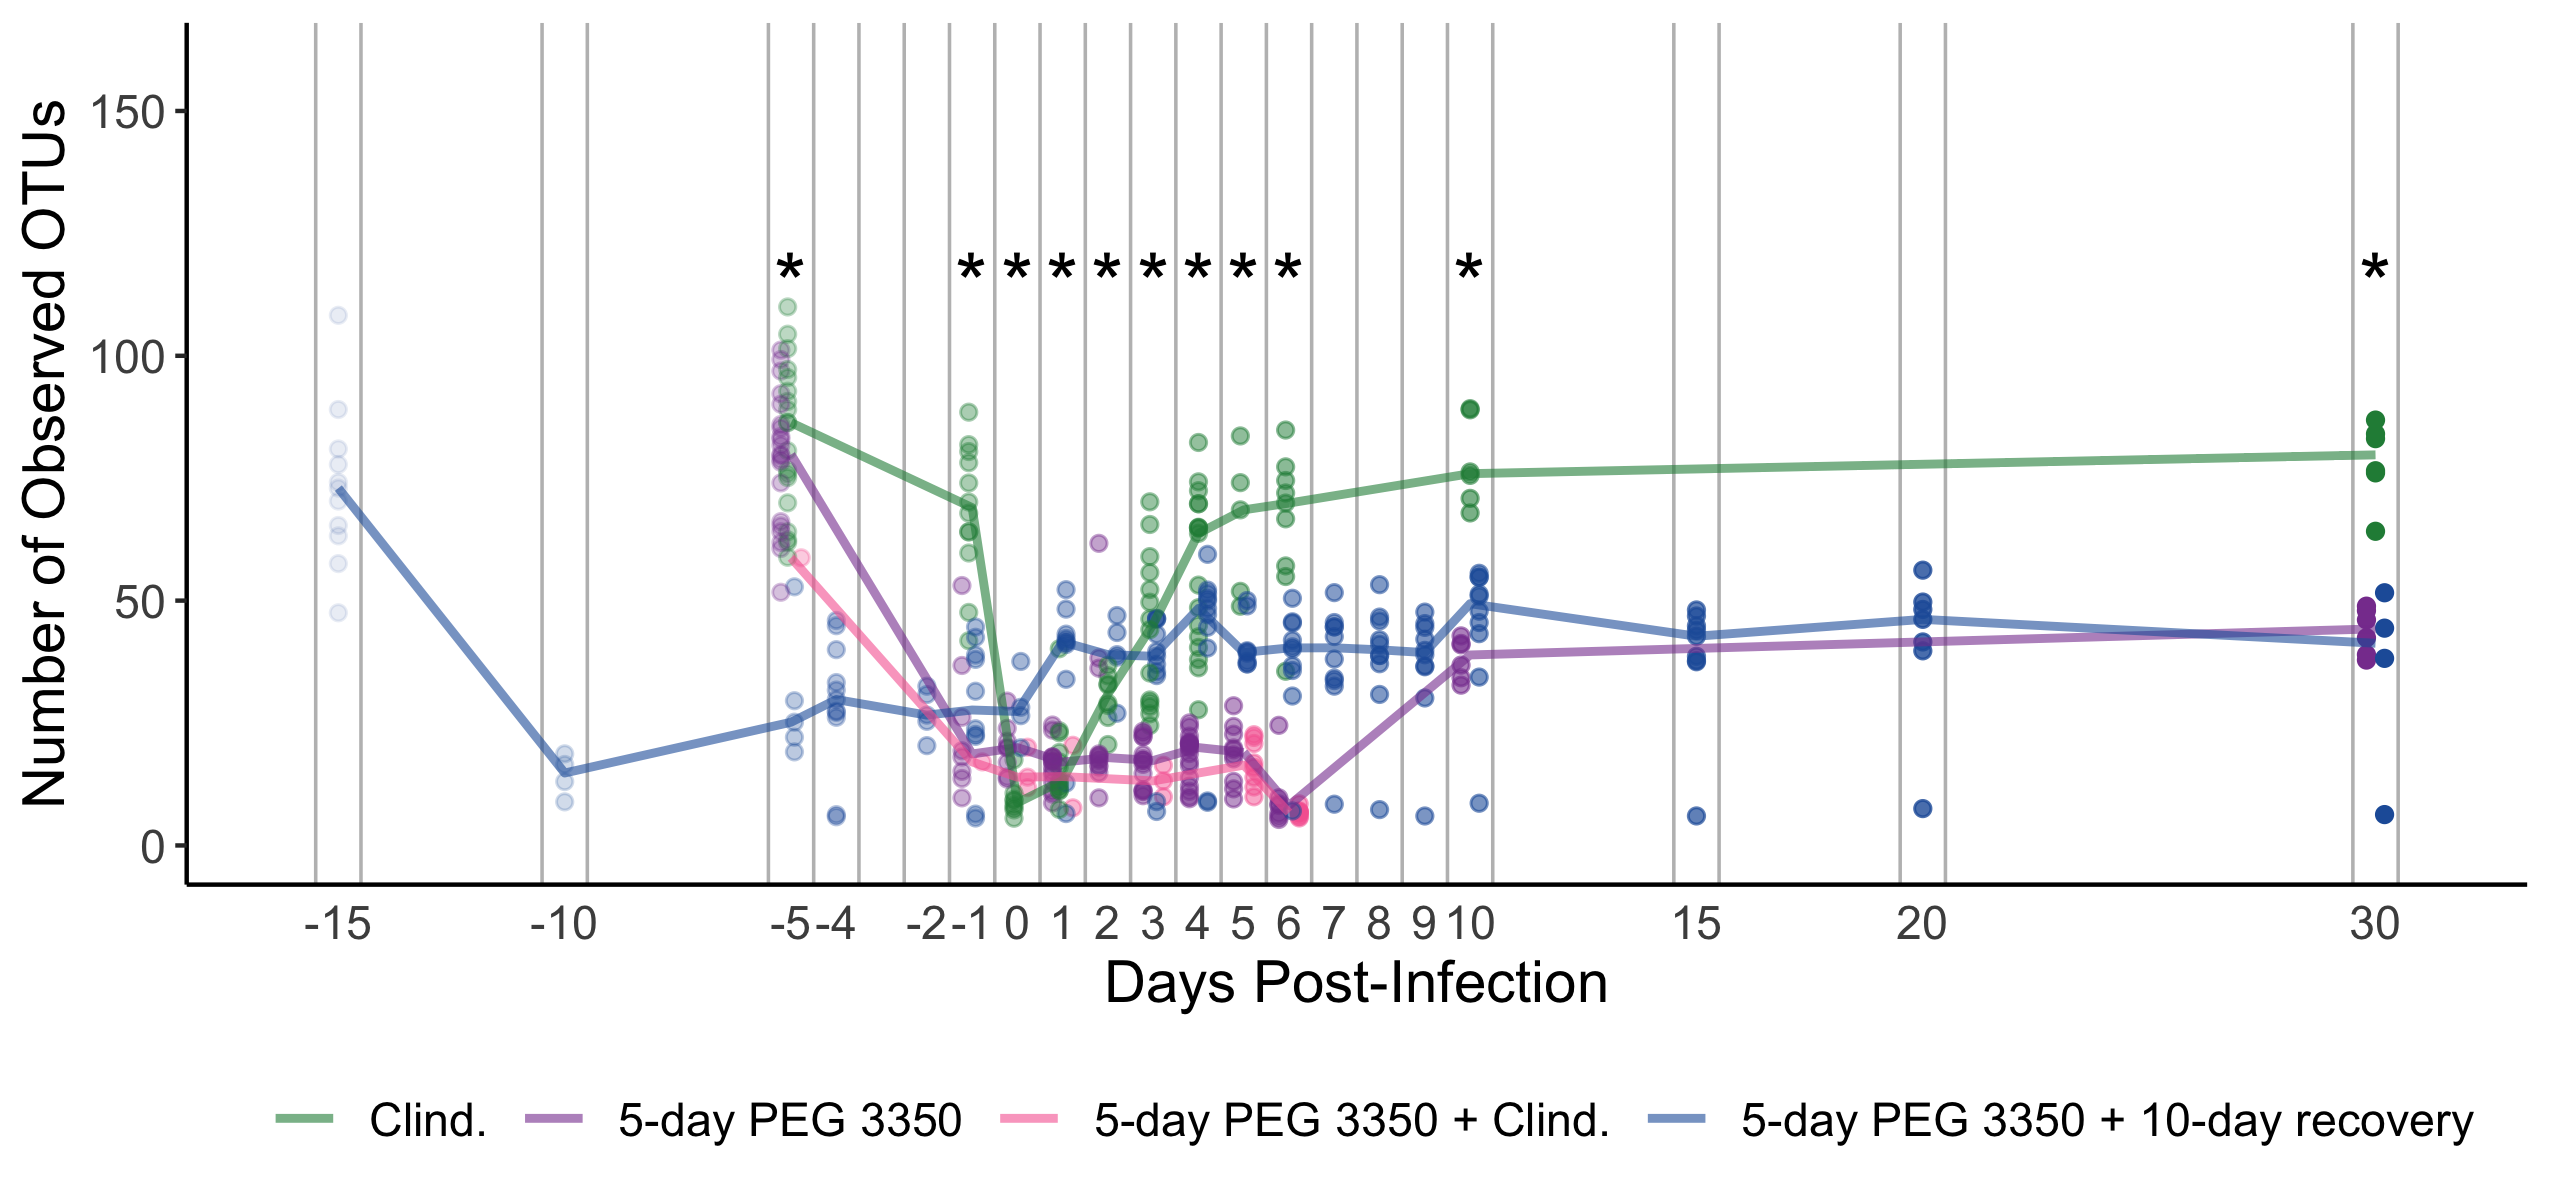 Number of Observed OTUs
150
100
50
0
* * * * * * * * * * *
-15 -10 -5 -4 -2 -1 0 1 2 3 4 5 6 7 8 9 10 15 20 30
Days Post-Infection
Clind. 5-day PEG 3350 5-day PEG 3350 + Clind. 5-day PEG 3350 + 10-day recovery